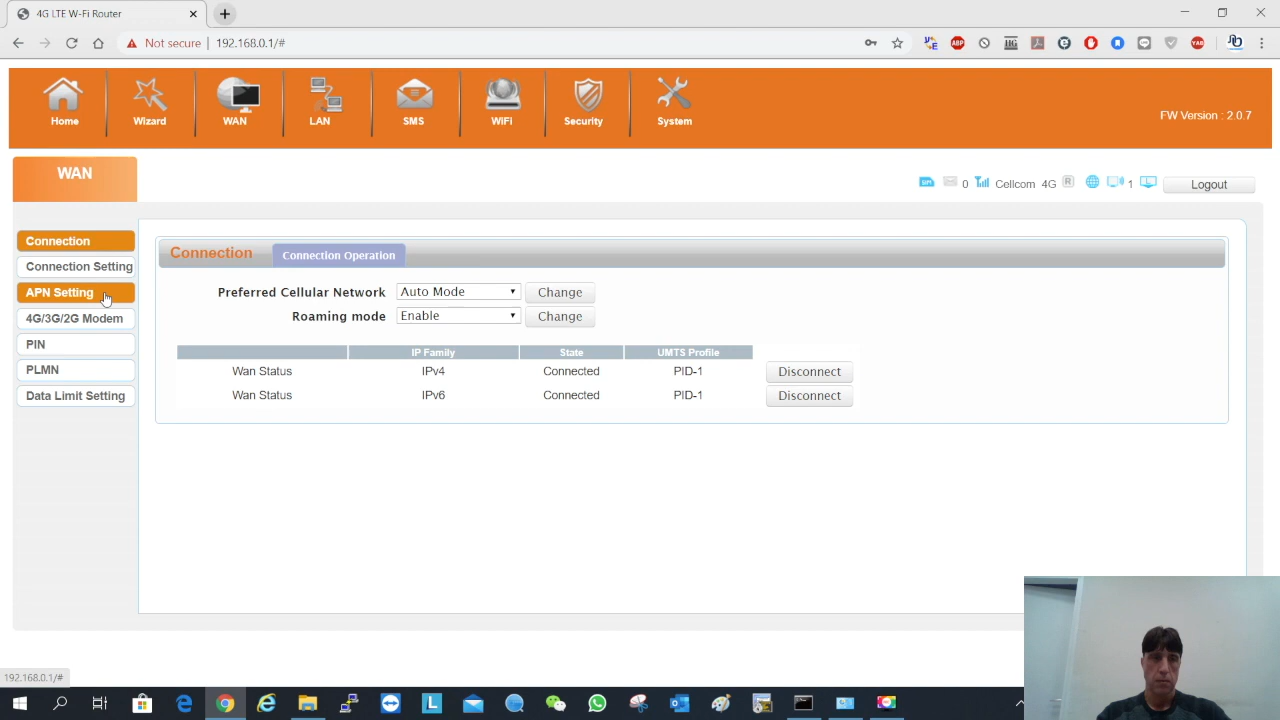 4G LTE W-Fi Router
Not secure
192.168.0.1/#
Home
Wizard
WAN
LAN
SMS
WiFi
Security
System
FW Version : 2.0.7
WAN
0
Cellcom
4G
R
1
Logout
Connection
Connection Setting
APN Setting
4G/3G/2G Modem
PIN
PLMN
Data Limit Setting
Connection
Connection Operation
Preferred Cellular Network
Auto Mode
Change
Roaming mode
Enable
Change
IP Family
State
UMTS Profile
Wan Status
IPv4
Connected
PID-1
Disconnect
Wan Status
IPv6
Connected
PID-1
Disconnect
192.168.0.1/#